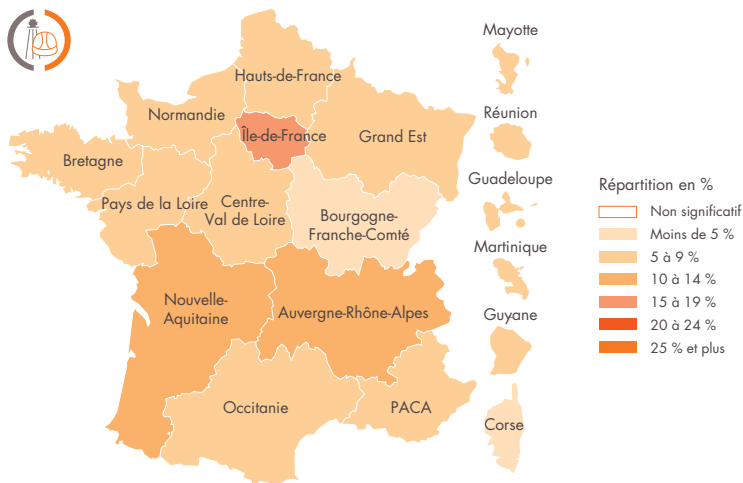 Mayotte
Hauts-de-France
Normandie
Réunion
Île-de-France
Grand Est
Bretagne
Guadeloupe
Pays de la Loire
Centre-
Val de Loire
Bourgogne-
Franche-Comté
Martinique
Nouvelle-
Aquitaine
Auvergne-Rhône-Alpes
Guyane
Occitanie
PACA
Corse
Répartition en %
Non significatif
Moins de 5 %
5 à 9 %
10 à 14 %
15 à 19 %
20 à 24 %
25 % et plus